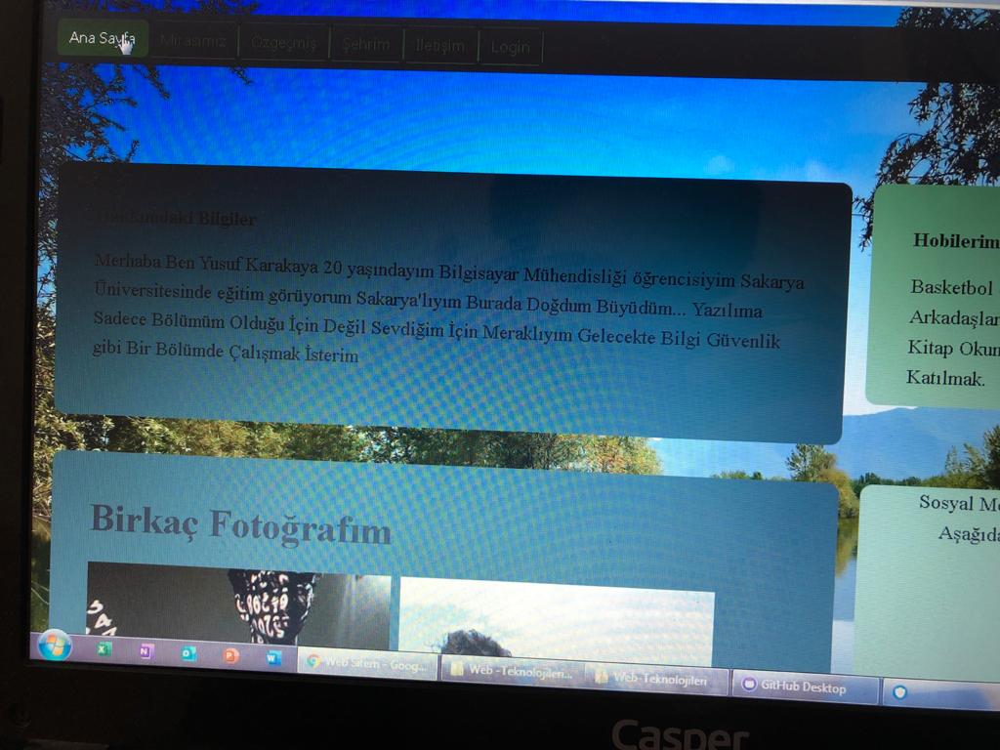 Ana Sayfa
Mirasımız
Özgeçmiş
Şehrim
İletişim
Login
Hakkımdaki Bilgiler
Merhaba Ben Yusuf Karakaya 20 yaşındayım Bilgisayar Mühendisliği öğrencisiyim Sakarya
Üniversitesinde eğitim görüyorum Sakarya'lıyım Burada Doğdum Büyüdüm... Yazılıma
Sadece Bölümüm Olduğu İçin Değil Sevdiğim İçin Meraklıyım Gelecekte Bilgi Güvenlik
gibi Bir Bölümde Çalışmak İsterim
Hobilerim
Basketbol
Arkadaşlar
Kitap Okum
Katılmak.
Birkaç Fotoğrafım
Sosyal Me
Aşağıda
Web Sitem - Goog...
Web -Teknolojileri...
Web-Teknolojileri
GitHub Desktop
Casper